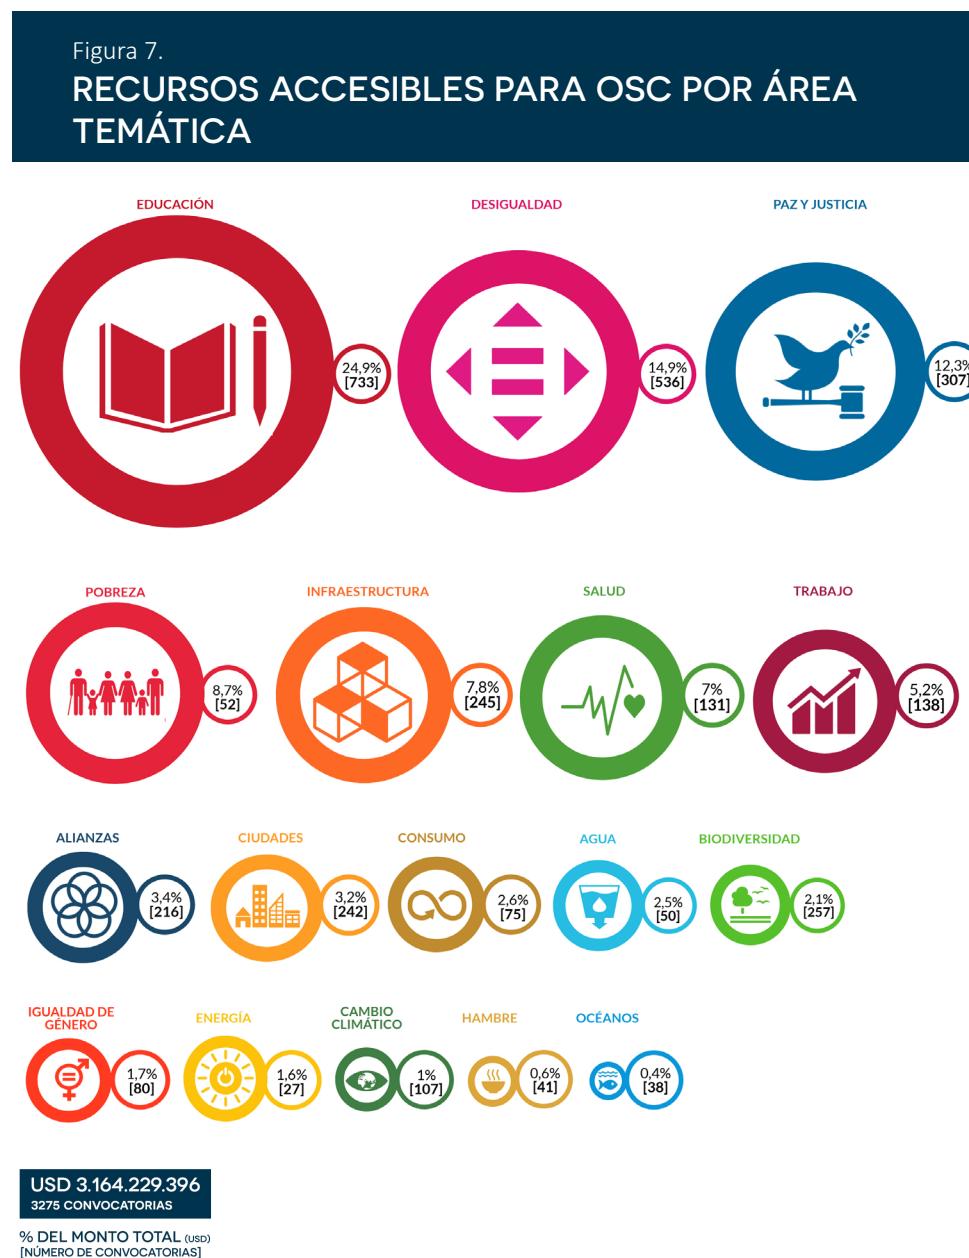 Figura 7.
RECURSOS ACCESIBLES PARA OSC POR ÁREA
TEMÁTICA
EDUCACIÓN
24,9%
[733]
DESIGUALDAD
14,9%
[536]
PAZ Y JUSTICIA
12,3%
[307]
POBREZA
8,7%
[52]
INFRAESTRUCTURA
7,8%
[245]
SALUD
7%
[131]
TRABAJO
5,2%
[138]
ALIANZAS
3,4%
[216]
CIUDADES
3,2%
[242]
CONSUMO
2,6%
[75]
AGUA
2,5%
[50]
BIODIVERSIDAD
2,1%
[257]
IGUALDAD DE
GÉNERO
1,7%
[80]
ENERGÍA
1,6%
[27]
CAMBIO
CLIMÁTICO
1%
[107]
HAMBRE
0,6%
[41]
OCÉANOS
0,4%
[38]
USD 3.164.229.396
3275 CONVOCATORIAS
% DEL MONTO TOTAL (USD)
[NÚMERO DE CONVOCATORIAS]